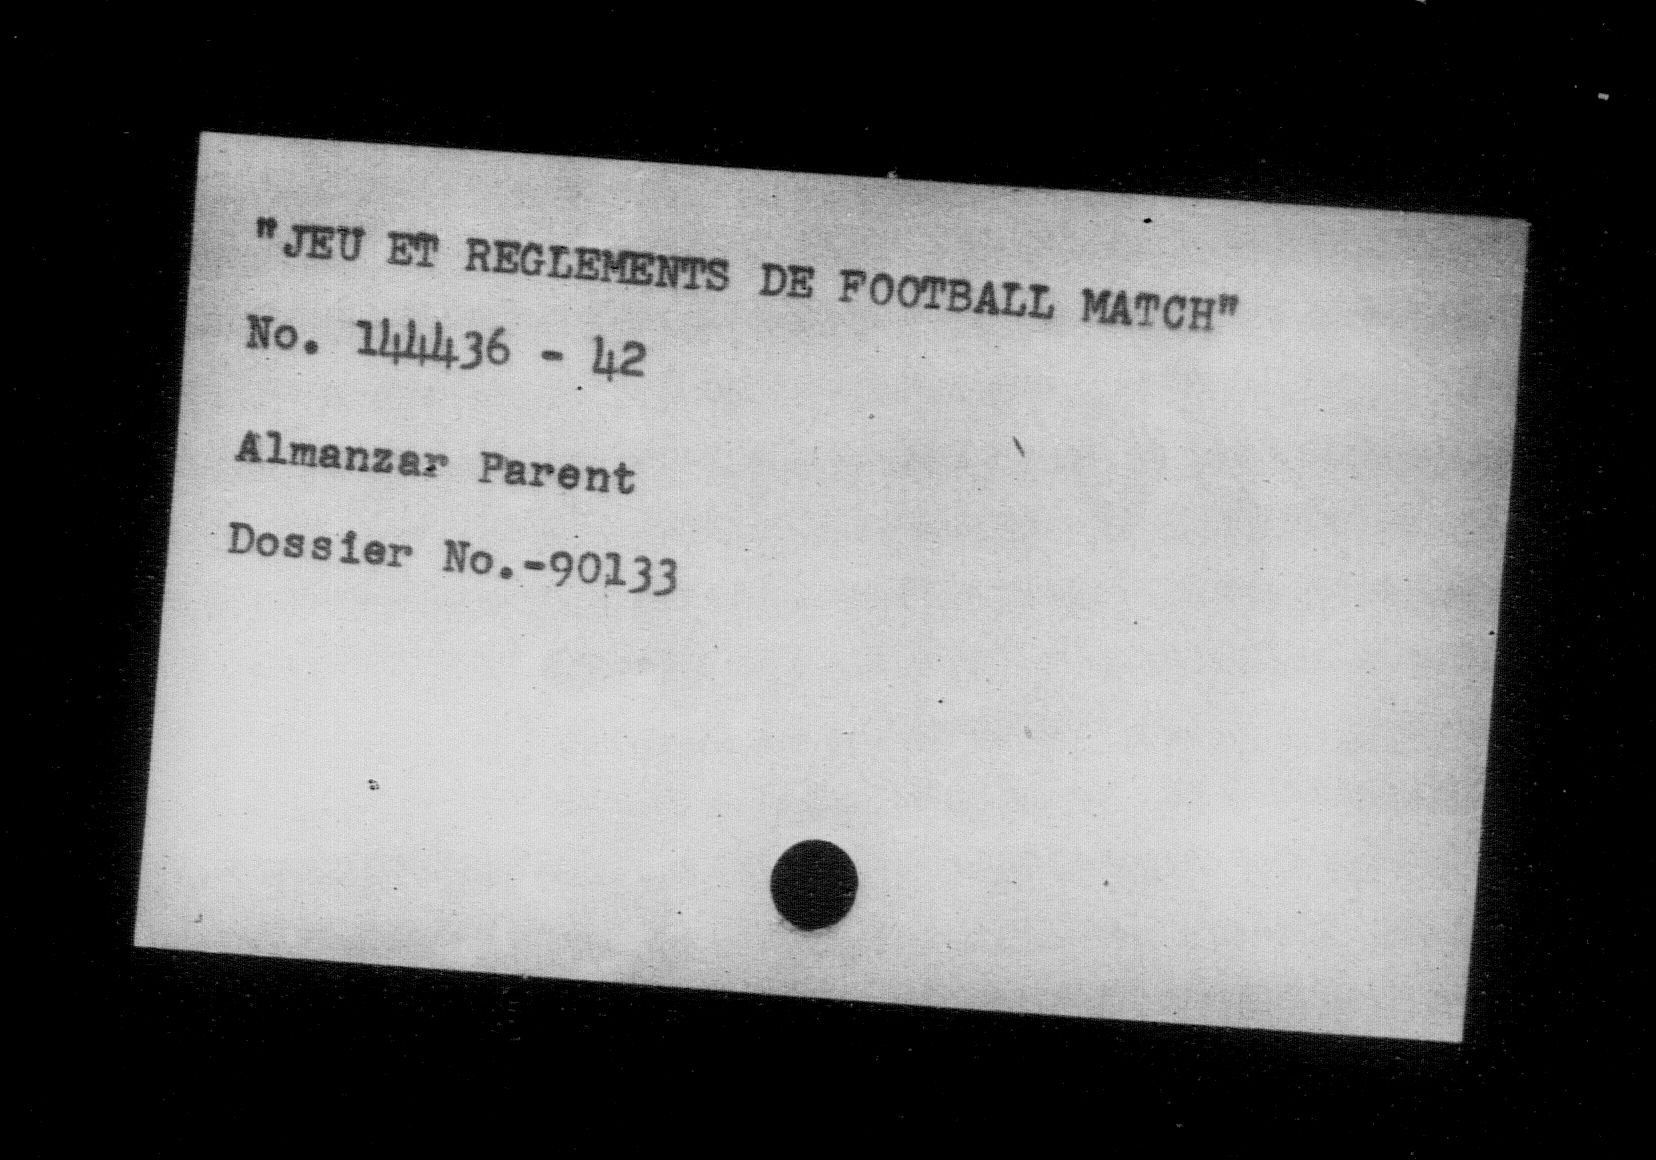 "JEU ET REGLEMENTS DE FOOTBALL MATCH"
No. 144436 - 42
Almanzar Parent
Dossier No.-90133